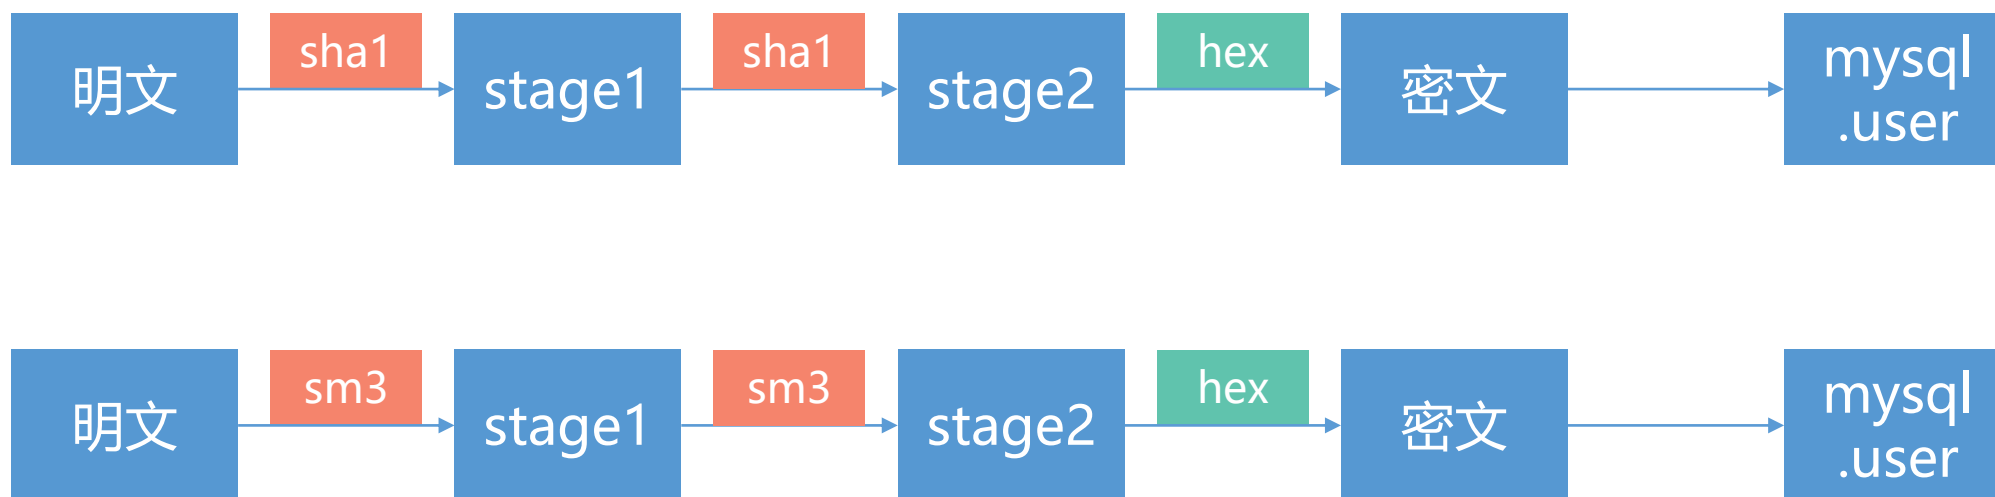 明文
sha1
stage1
sha1
stage2
hex
密文
mysql
.user
明文
sm3
stage1
sm3
stage2
hex
密文
mysql
.user